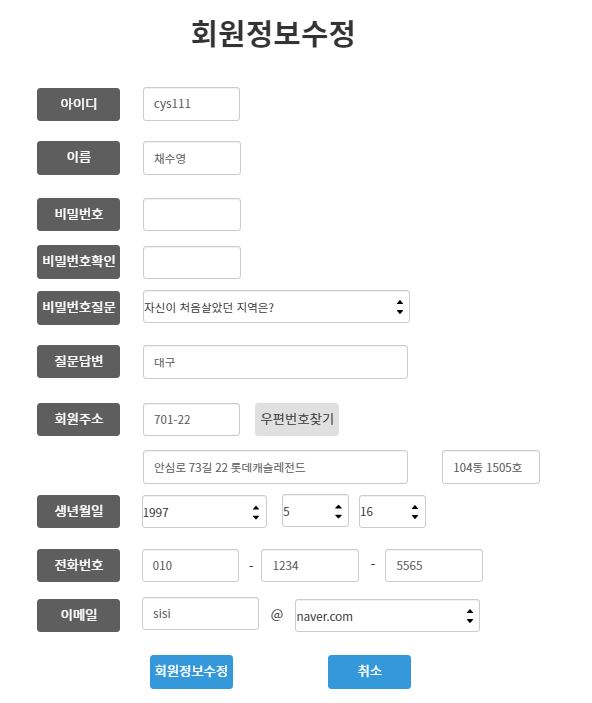 회원정보수정
아이디 cys111
이름 채수영
비밀번호
비밀번호확인
비밀번호질문 자신이 처음살았던 지역은?
질문답변 대구
회원주소 701-22 우편번호찾기
안심로 73길 22 롯데캐슬레전드 104동 1505호
생년월일 1997 5 16
전화번호 010 - 1234 - 5565
이메일 sisi @ naver.com
회원정보수정 취소